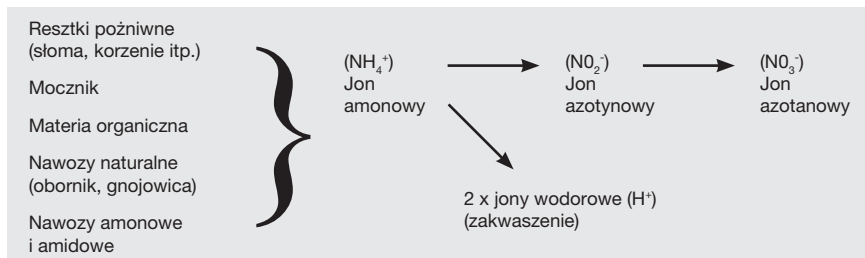 Resztki pożniwne
(słoma, korzenie itp.)
Mocznik
Materia organiczna
Nawozy naturalne
(obornik, gnojowica)
Nawozy amonowe
i amidowe
(NH₄⁺)
Jon
amonowy
(N0₂⁻)
Jon
azotynowy
(N0₃⁻)
Jon
azotanowy
2 x jony wodorowe (H⁺)
(zakwaszenie)